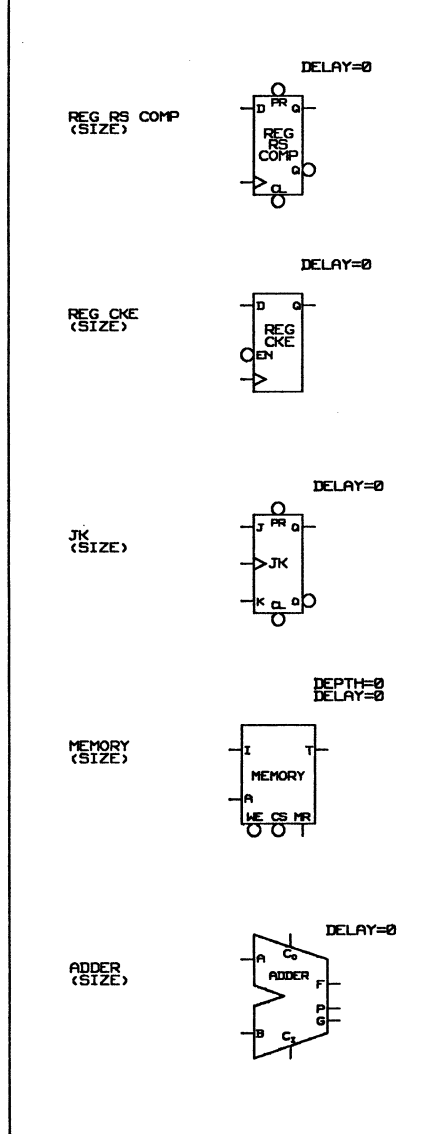 DELAY=0
PR
D Q
REG RS COMP
(SIZE)
REG
RS
COMP
Q
CL
DELAY=0
D Q
REG CKE
(SIZE)
REG
CKE
EN
DELAY=0
PR
J Q
JK
(SIZE)
JK
K CL Q
DEPTH=0
DELAY=0
MEMORY
(SIZE)
I T
MEMORY
A
WE CS MR
DELAY=0
C₀
A
ADDER
(SIZE)
ADDER
F
P
G
B
C₁